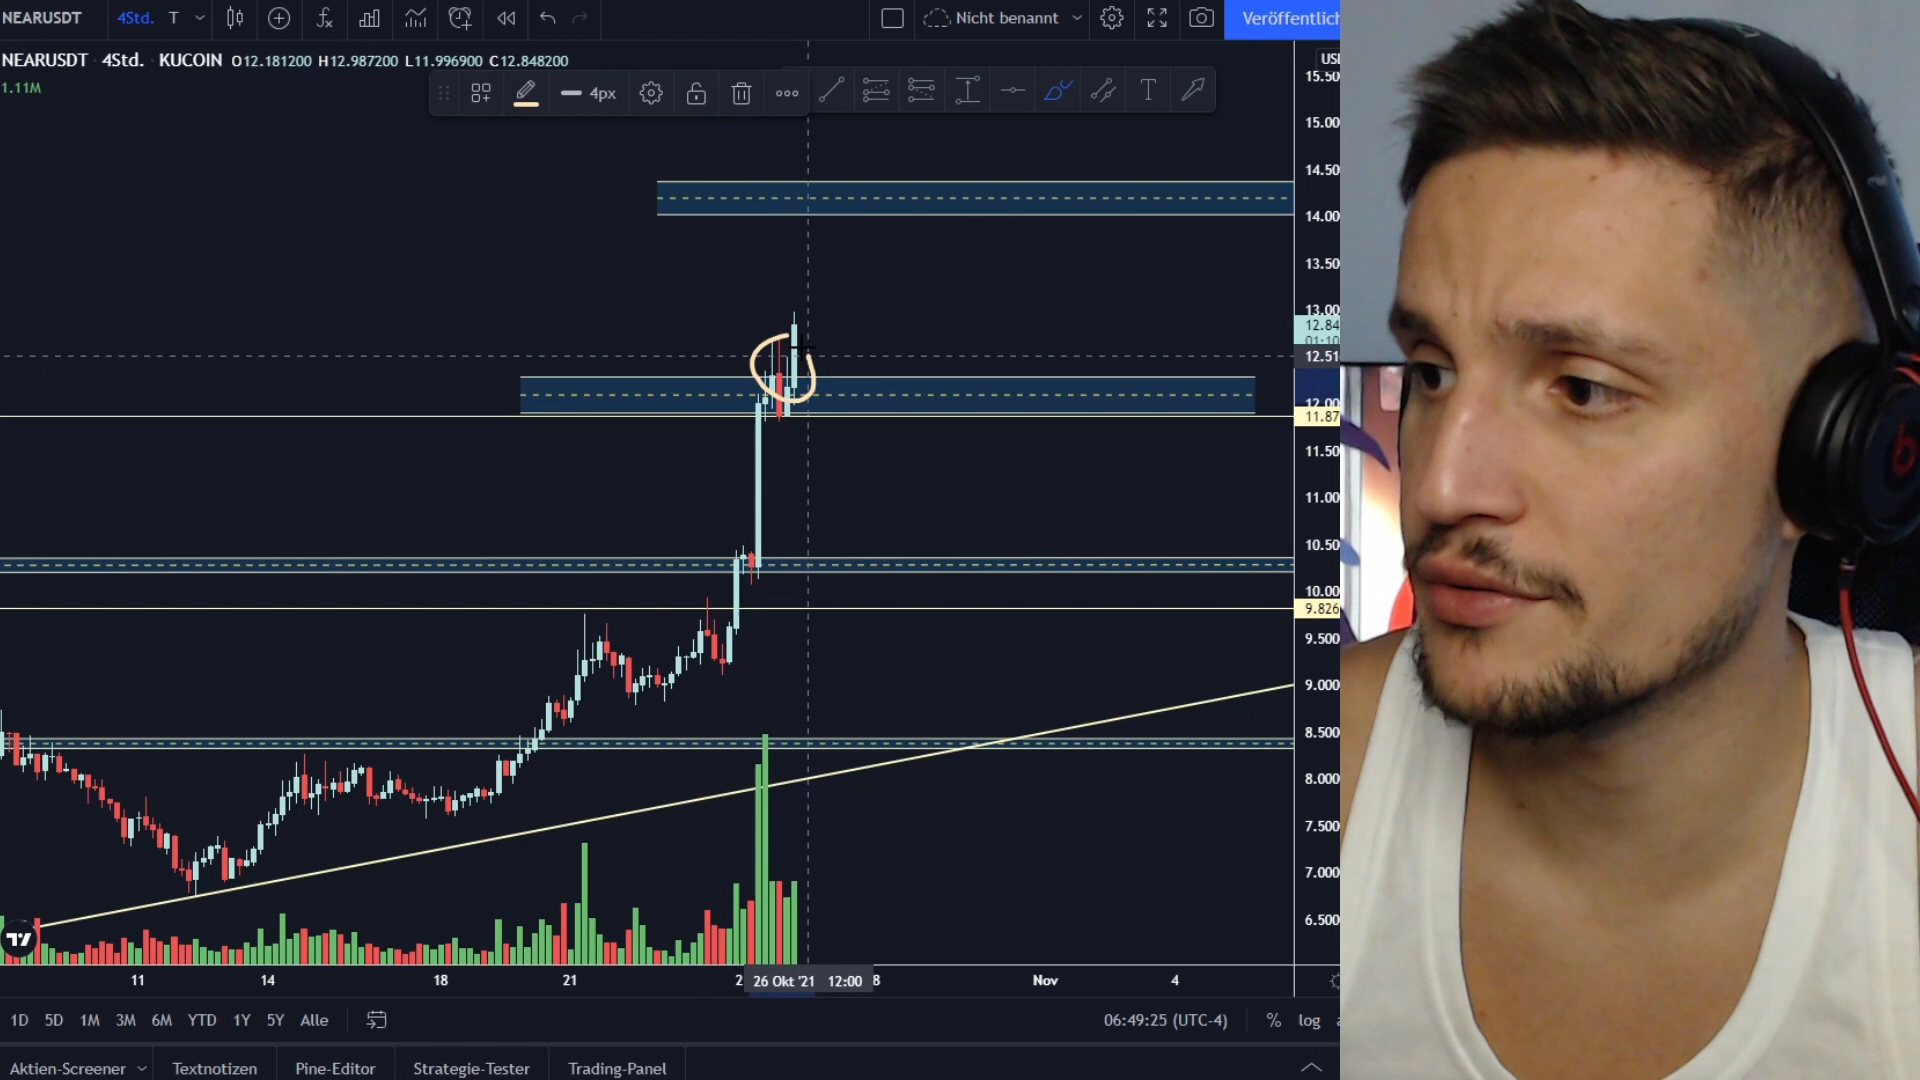 NEARUSDT 4Std. T Nicht benannt Veröffentlich
NEARUSDT · 4Std. · KUCOIN O12.181200 H12.987200 L11.996900 C12.848200
1.11M
4px
T
15.50
15.00
14.50
14.00
13.50
13.00
12.84
01:10
12.51
12.00
11.87
11.50
11.00
10.50
10.00
9.826
9.500
9.000
8.500
8.000
7.500
7.000
6.500
11 14 18 21 2 26 Okt '21 12:00 8 Nov 4
1D 5D 1M 3M 6M YTD 1Y 5Y Alle 06:49:25 (UTC-4) % log
Aktien-Screener Textnotizen Pine-Editor Strategie-Tester Trading-Panel